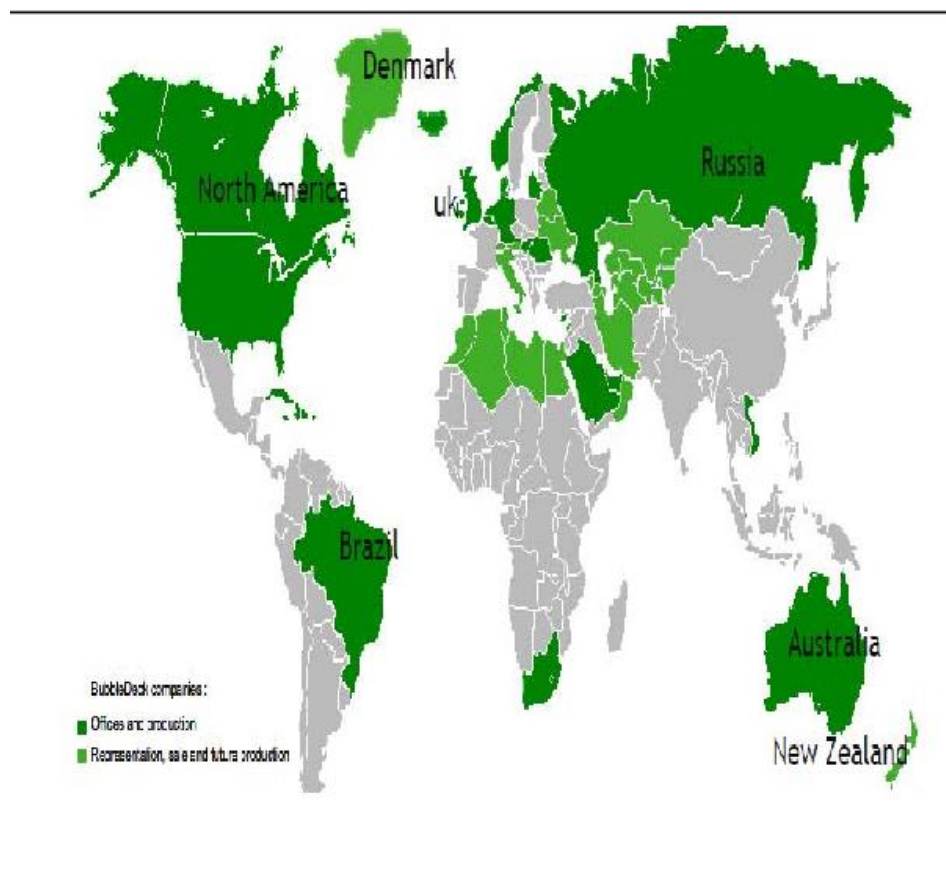 Denmark
Russia
North America
uk:
Brazil
Australia
BubbleDeck companies :
Offices and production
Representation, sale and future production
New Zealand